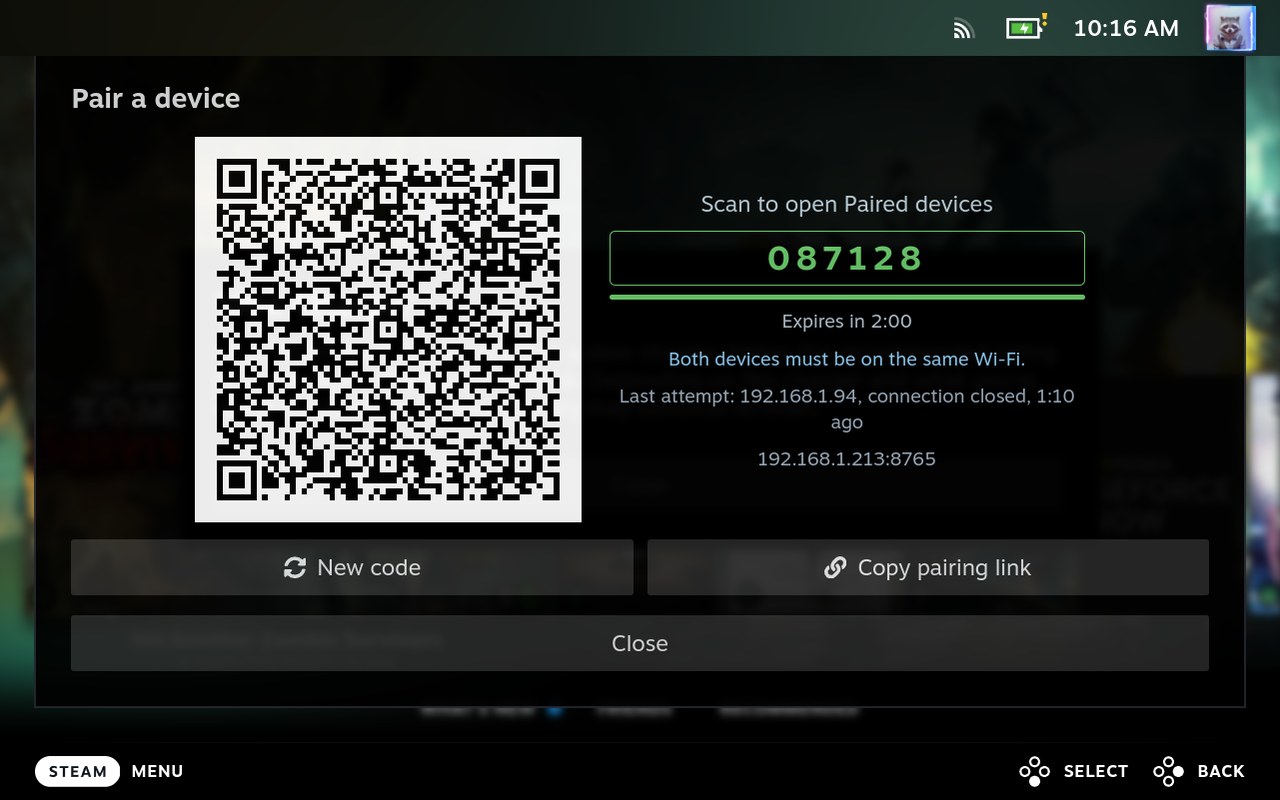 10:16 AM
Pair a device
Scan to open Paired devices
087128
Expires in 2:00
Both devices must be on the same Wi-Fi.
Last attempt: 192.168.1.94, connection closed, 1:10
ago
192.168.1.213:8765
New code
Copy pairing link
Close
STEAM MENU
SELECT BACK